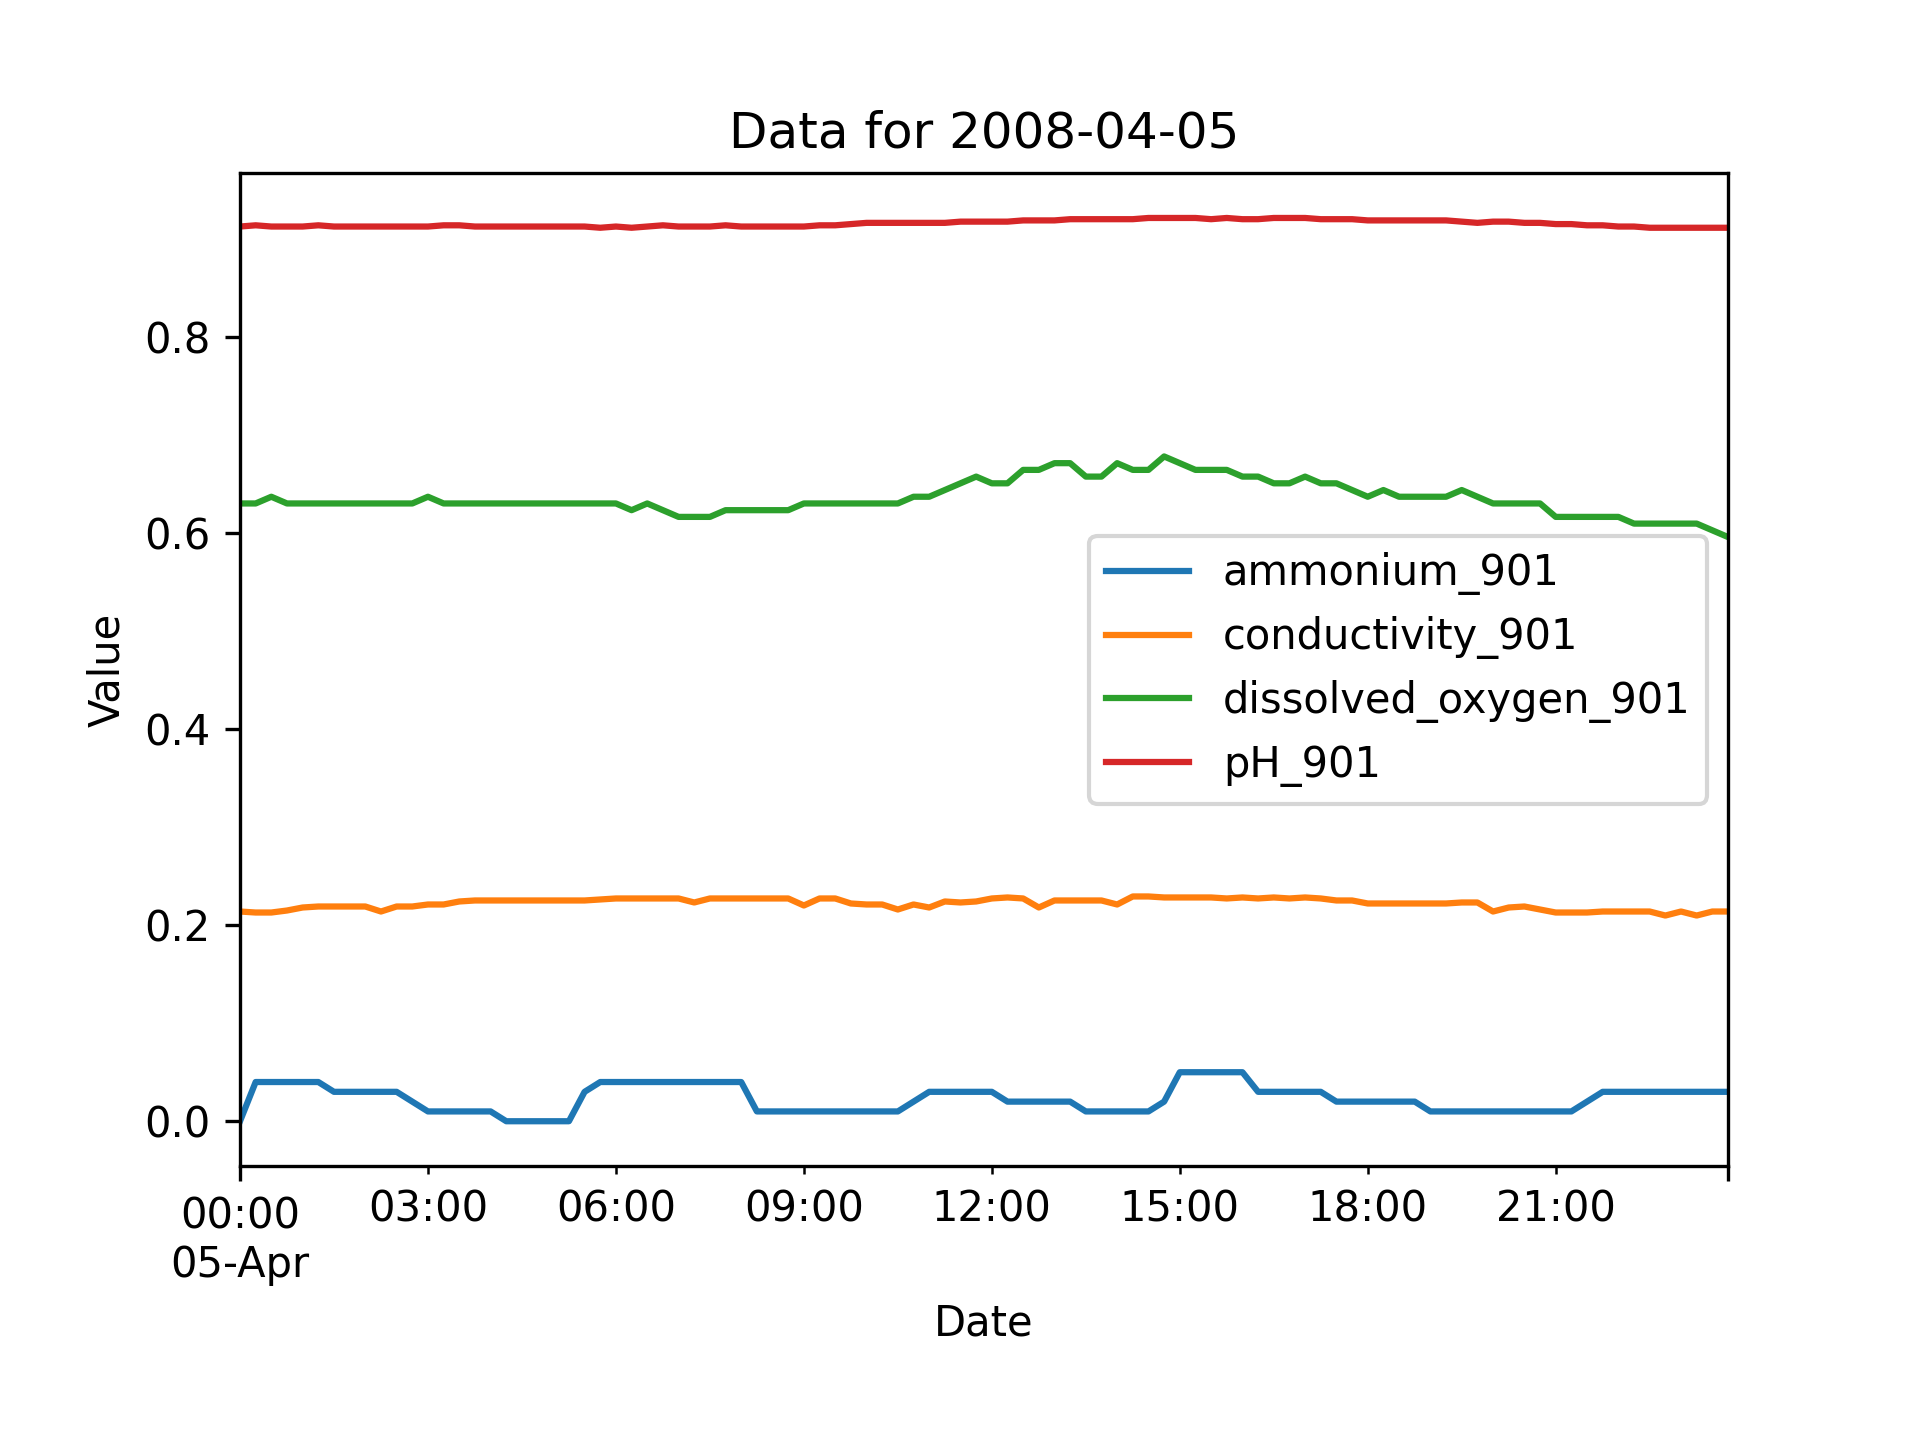 Data for 2008-04-05
0.8
0.6
0.4
0.2
0.0
Value
ammonium_901
conductivity_901
dissolved_oxygen_901
pH_901
00:00 03:00 06:00 09:00 12:00 15:00 18:00 21:00
05-Apr
Date